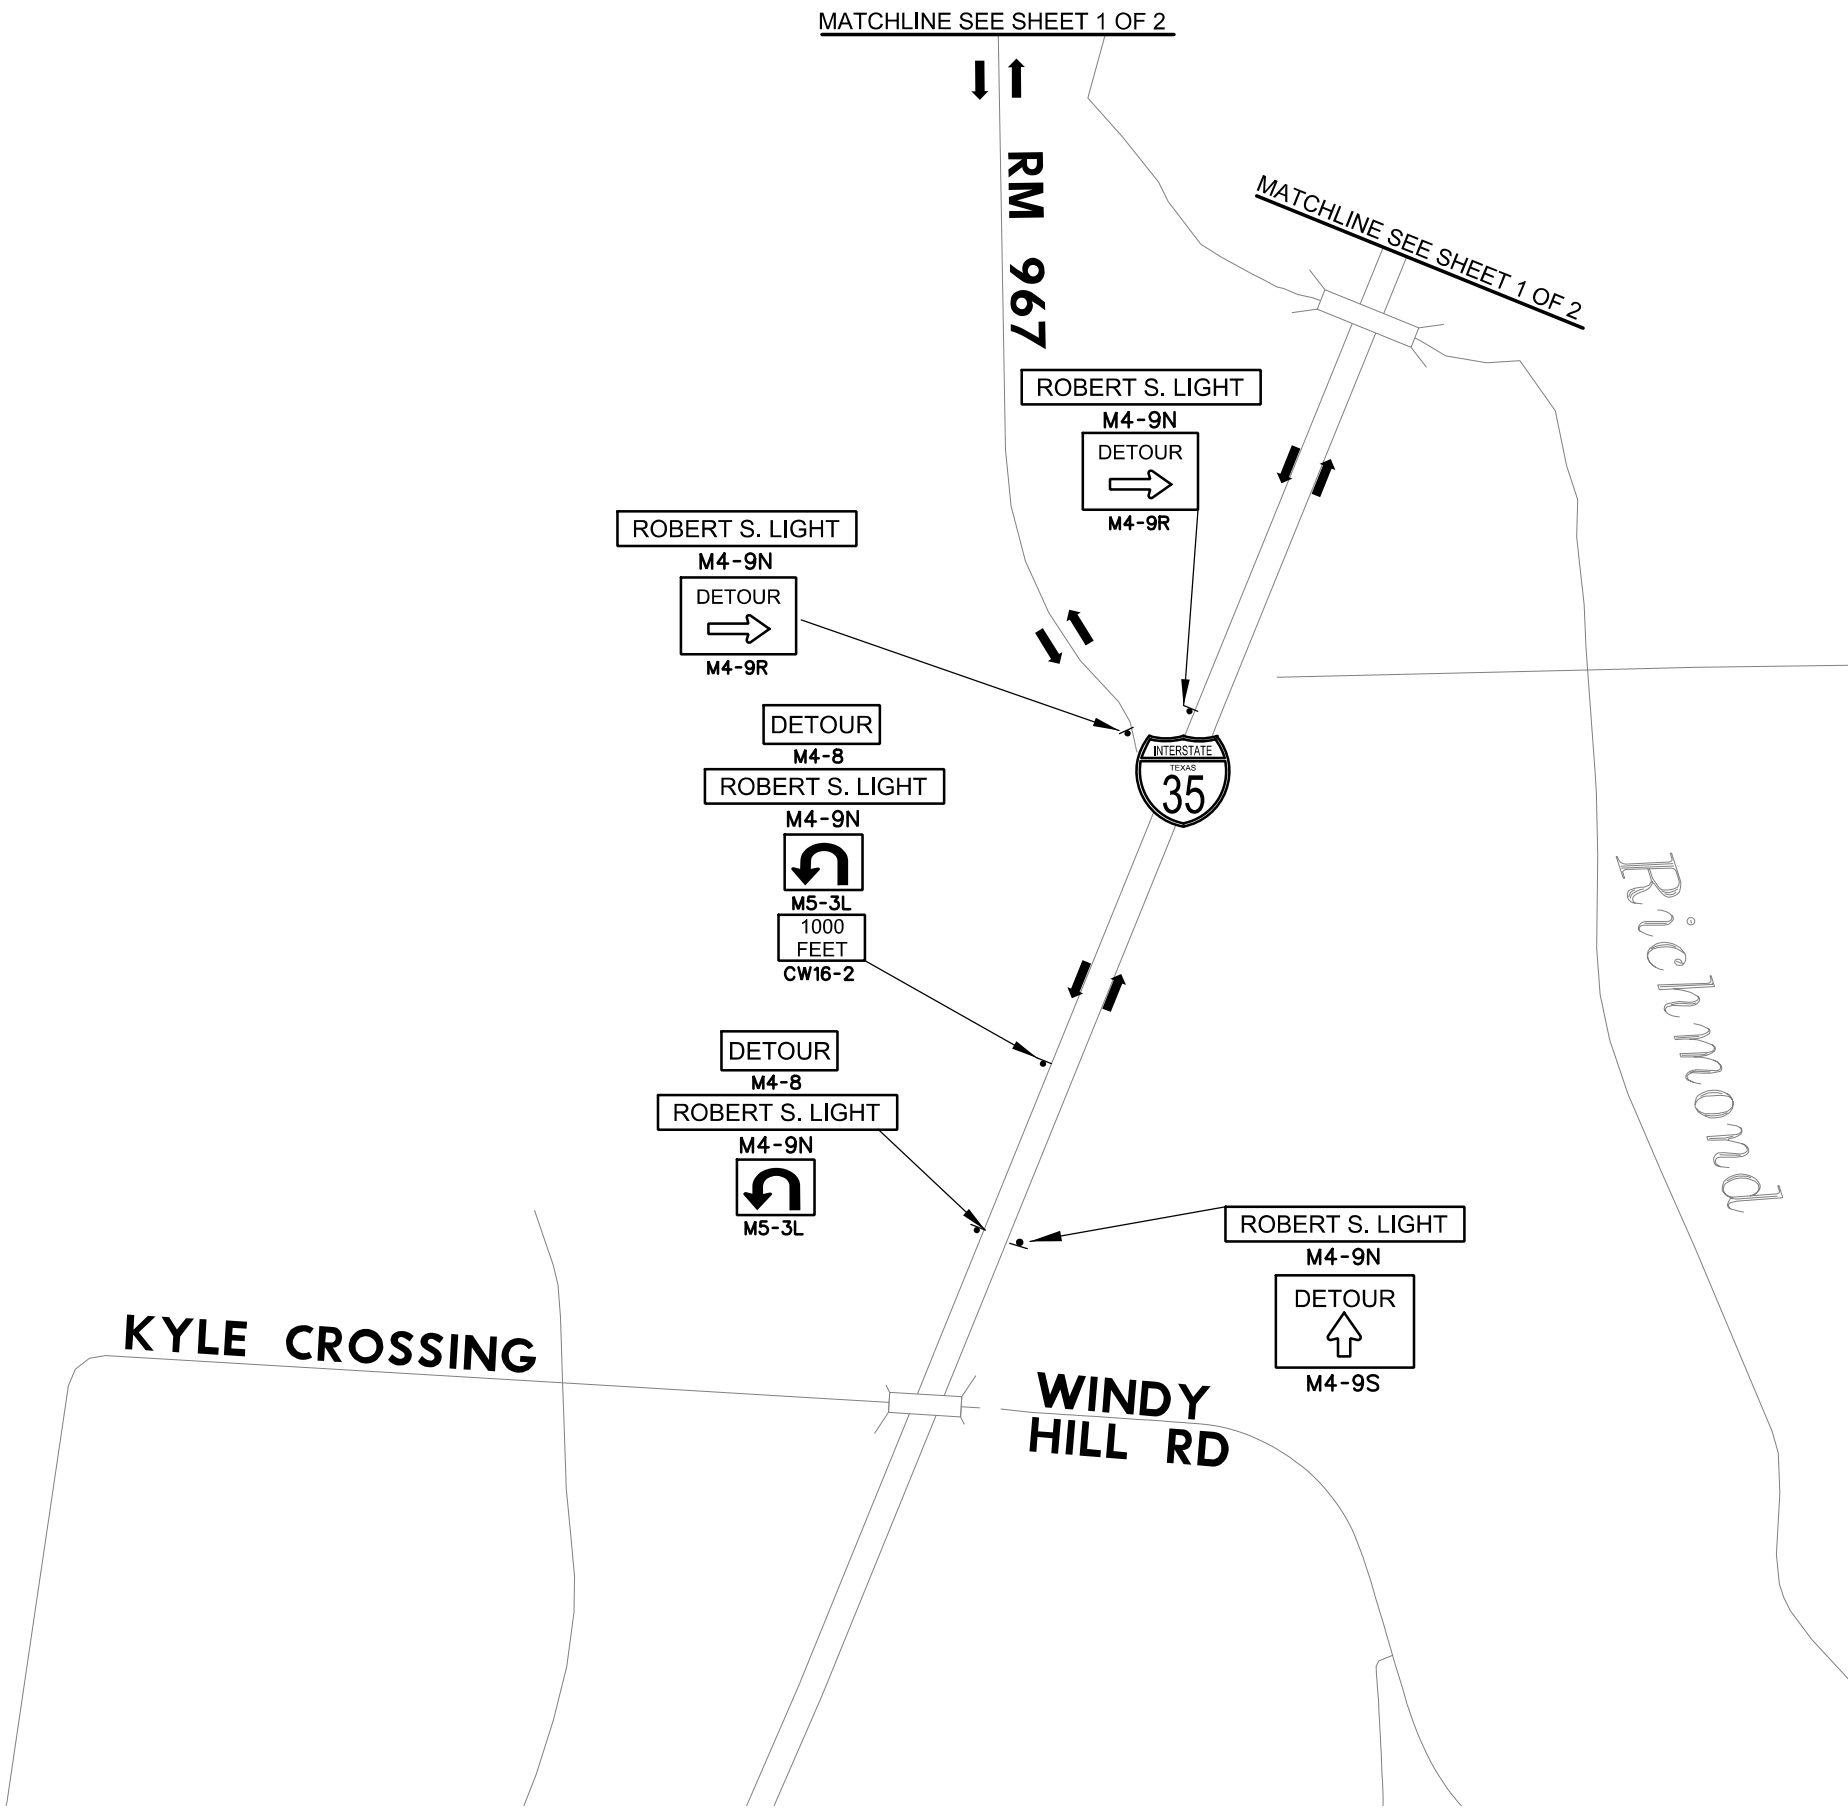 MATCHLINE SEE SHEET 1 OF 2
RM 967
MATCHLINE SEE SHEET 1 OF 2
ROBERT S. LIGHT
M4-9N
DETOUR
M4-9R
ROBERT S. LIGHT
M4-9N
DETOUR
M4-9R
DETOUR
M4-8
ROBERT S. LIGHT
M4-9N
M5-3L
1000
FEET
CW16-2
INTERSTATE
TEXAS
35
Richmond
DETOUR
M4-8
ROBERT S. LIGHT
M4-9N
M5-3L
ROBERT S. LIGHT
M4-9N
DETOUR
M4-9S
KYLE CROSSING
WINDY
HILL RD